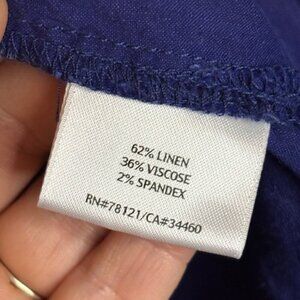 62% LINEN
36% VISCOSE
2% SPANDEX
RN#78121/CA#34460